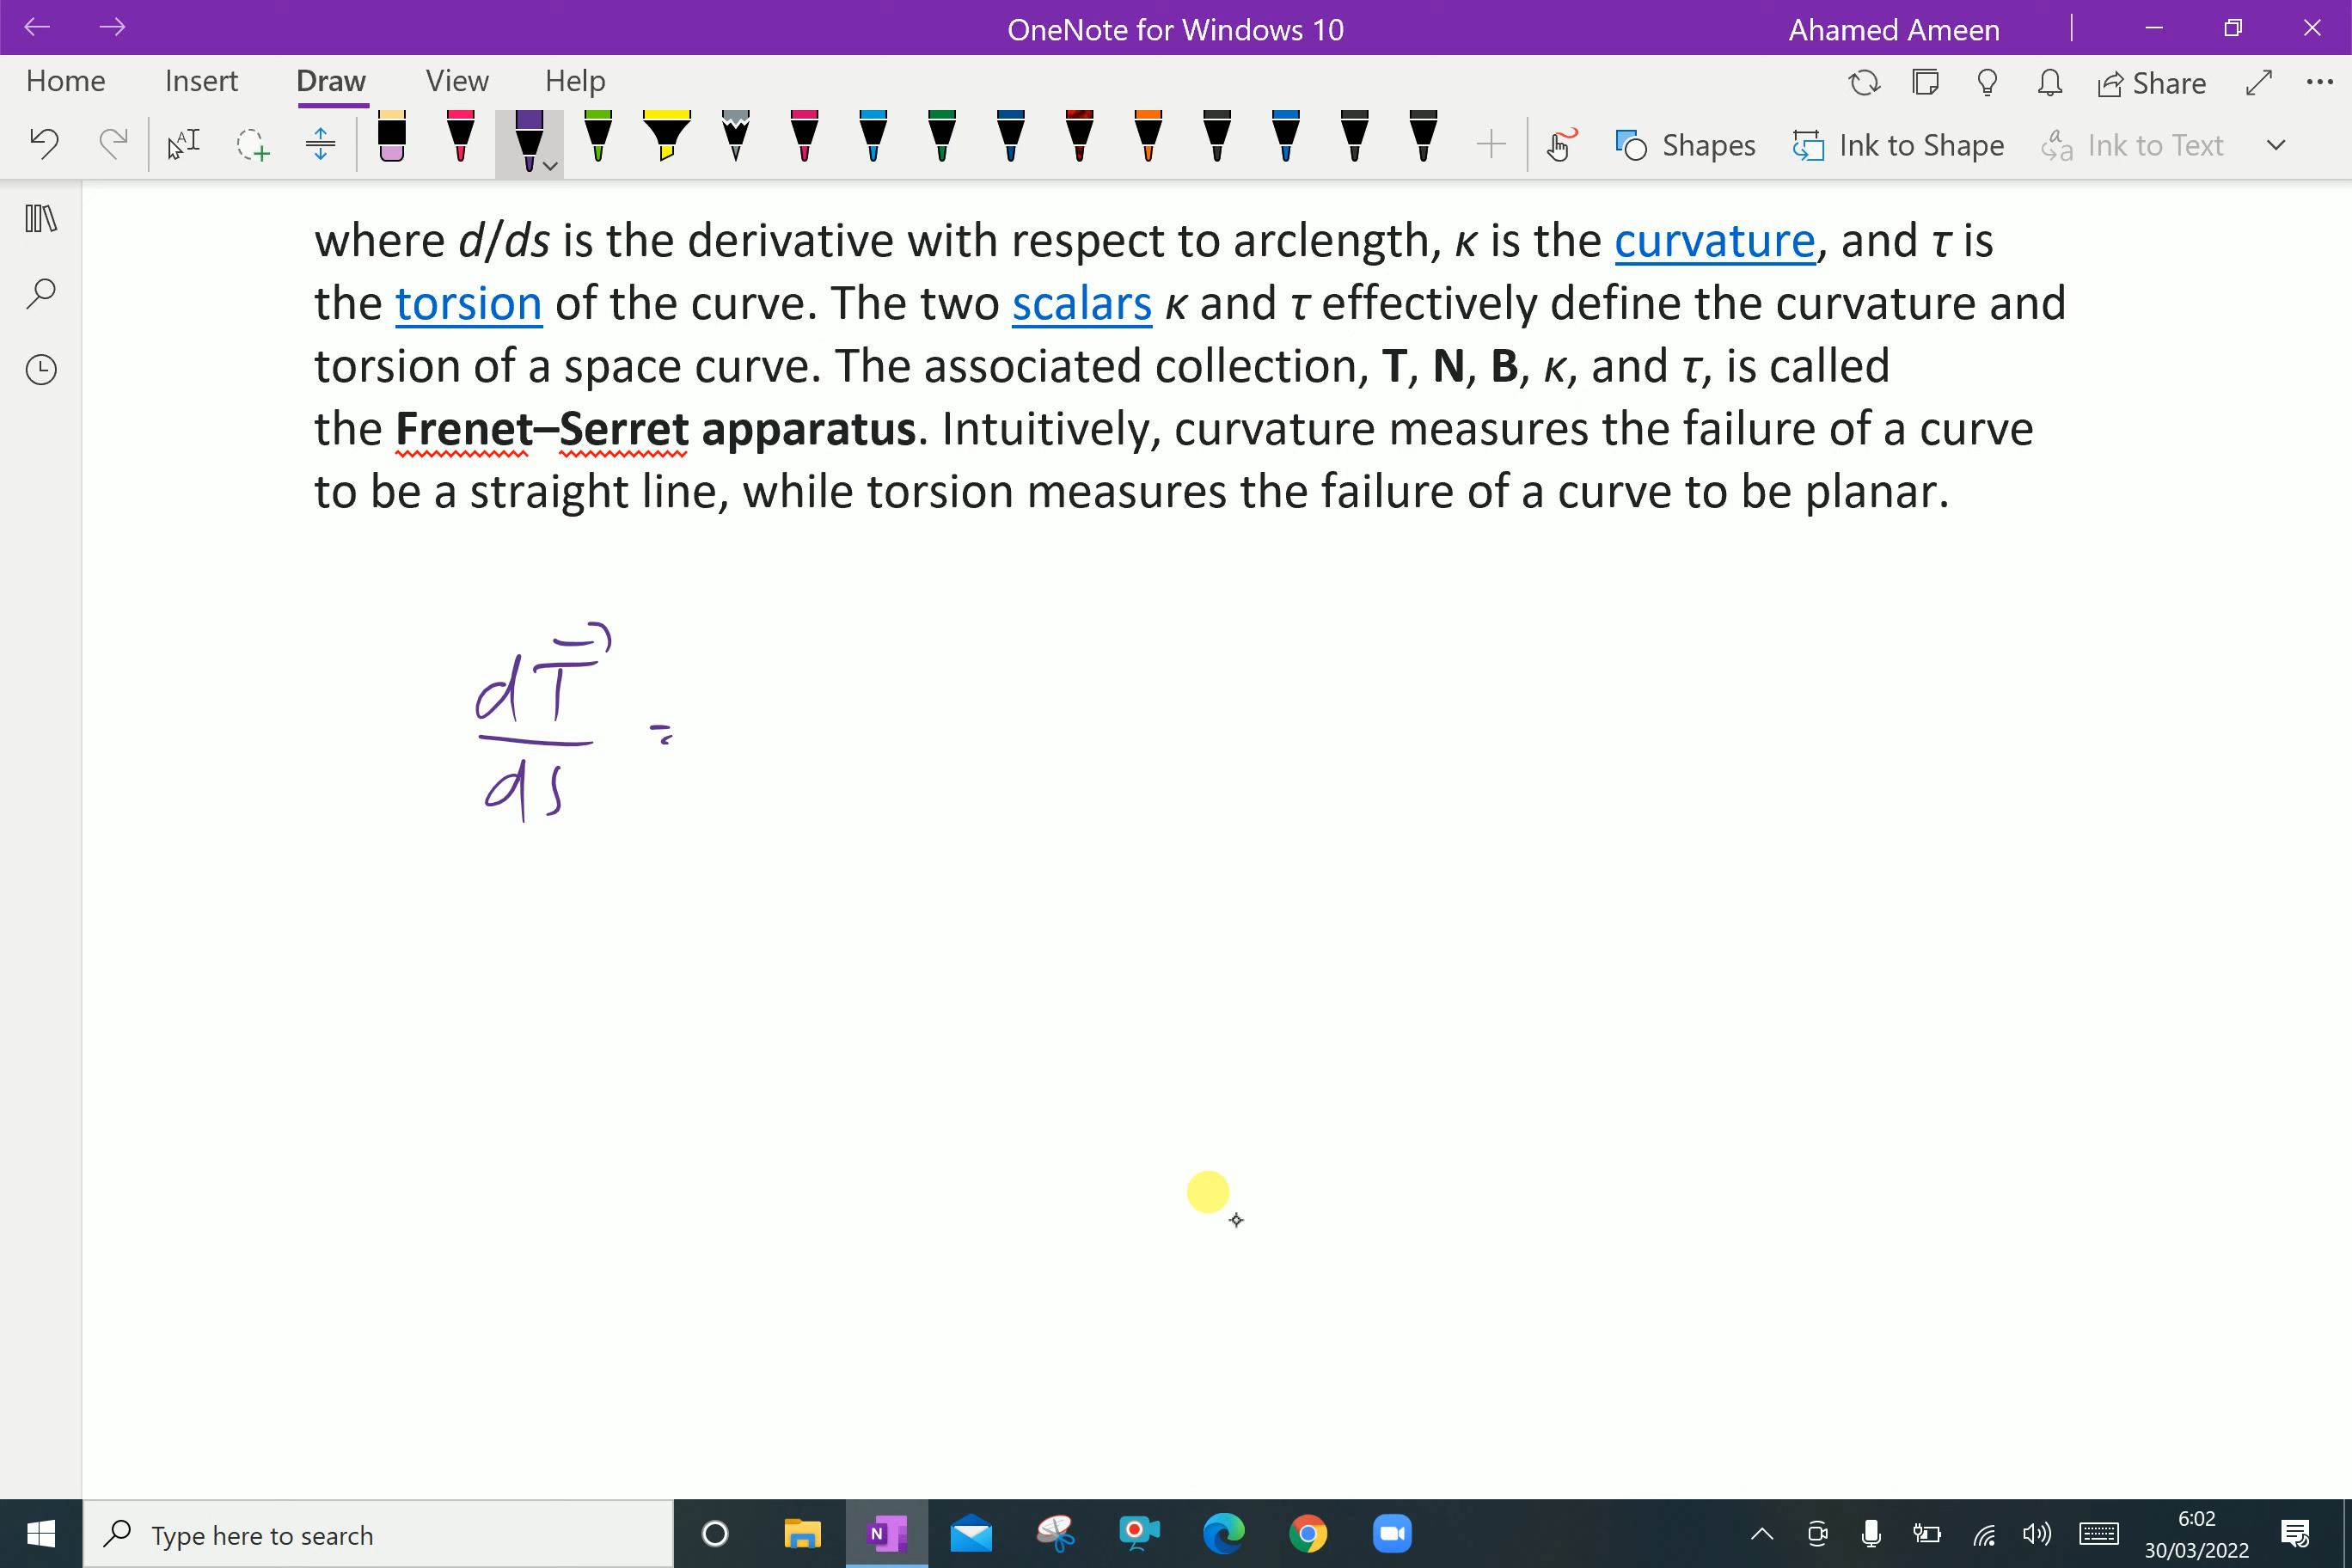 OneNote for Windows 10
Ahamed Ameen
Home Insert Draw View Help
Share
Shapes Ink to Shape Ink to Text
where d/ds is the derivative with respect to arclength, κ is the curvature, and τ is
the torsion of the curve. The two scalars κ and τ effectively define the curvature and
torsion of a space curve. The associated collection, T, N, B, κ, and τ, is called
the Frenet–Serret apparatus. Intuitively, curvature measures the failure of a curve
to be a straight line, while torsion measures the failure of a curve to be planar.
dT⃗
=
ds
Type here to search
6:02
30/03/2022